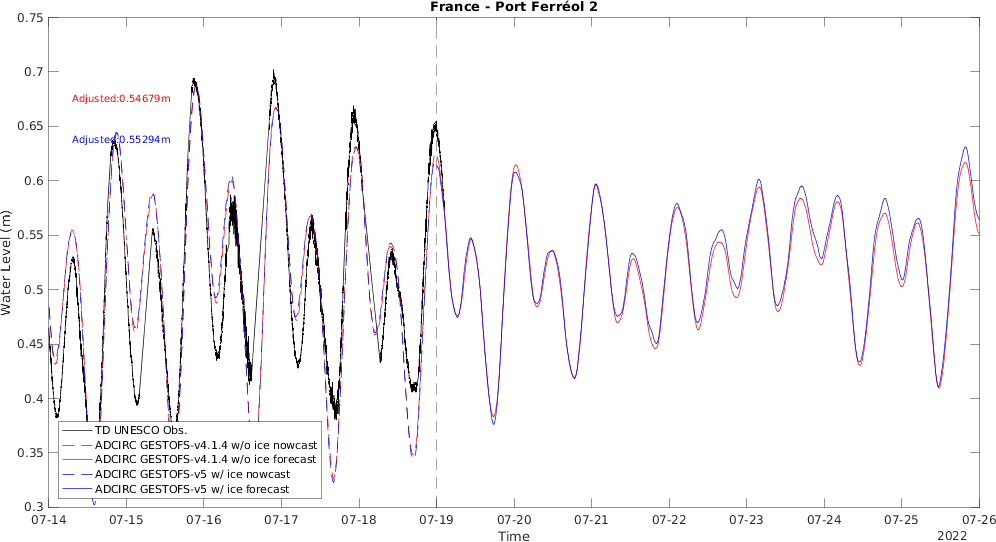 France - Port Ferréol 2
0.75
0.7
0.65
0.6
0.55
0.5
0.45
0.4
0.35
0.3
Water Level (m)
Adjusted:0.54679m
Adjusted:0.55294m
TD UNESCO Obs.
ADCIRC GESTOFS-v4.1.4 w/o ice nowcast
ADCIRC GESTOFS-v4.1.4 w/o ice forecast
ADCIRC GESTOFS-v5 w/ ice nowcast
ADCIRC GESTOFS-v5 w/ ice forecast
07-14 07-15 07-16 07-17 07-18 07-19 07-20 07-21 07-22 07-23 07-24 07-25 07-26
Time
2022